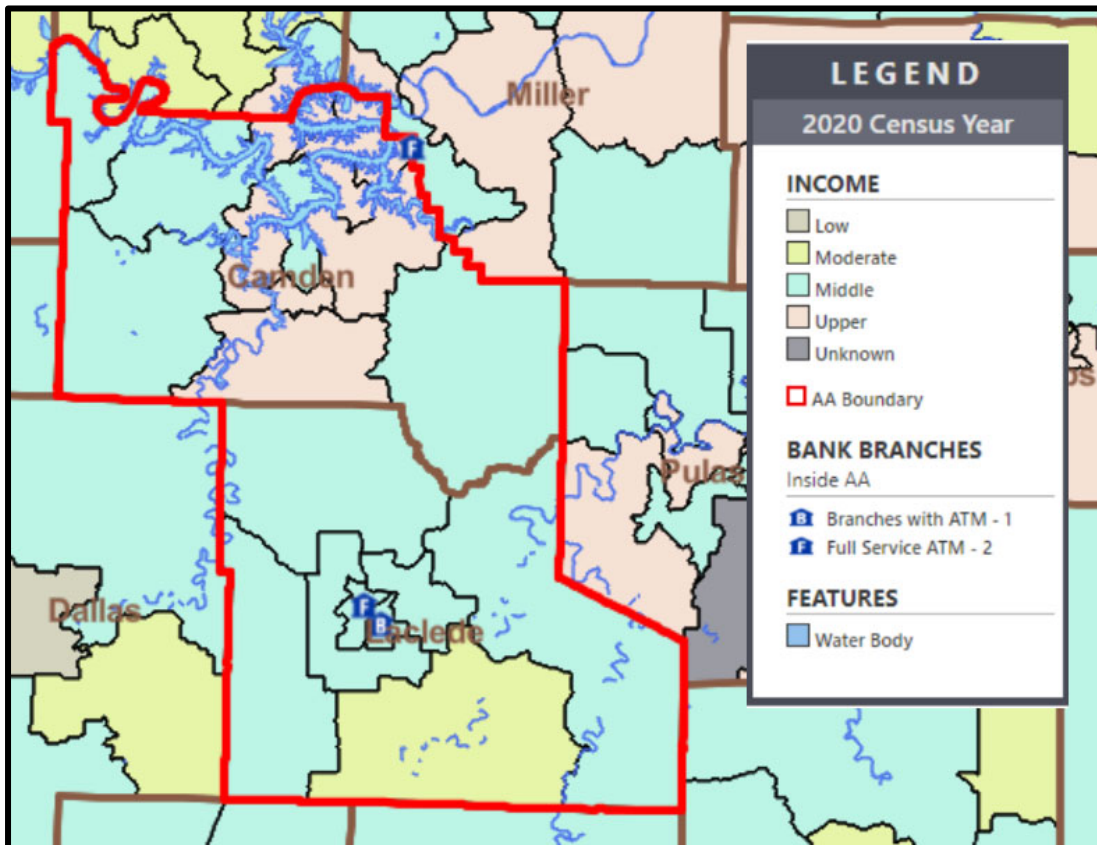 Miller
Camden
Pulas
Dallas
Laclede
F
F
B
LEGEND
2020 Census Year
INCOME
Low
Moderate
Middle
Upper
Unknown
AA Boundary
BANK BRANCHES
Inside AA
B Branches with ATM - 1
F Full Service ATM - 2
FEATURES
Water Body